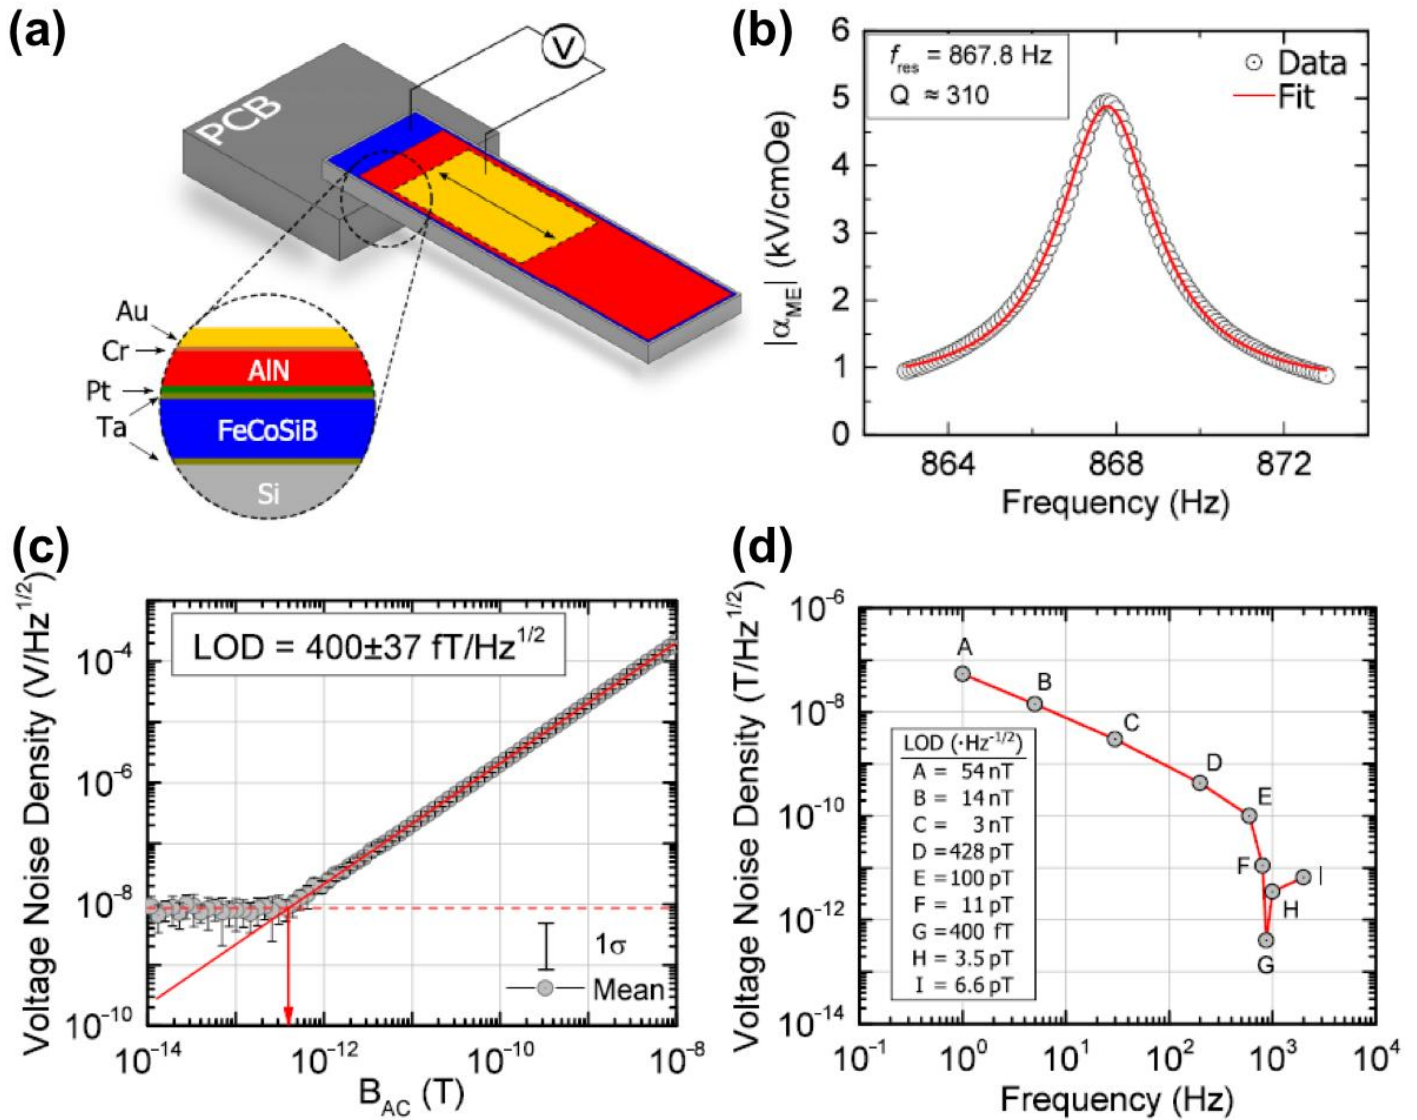 (a)
PCB
V
Au
Cr
Pt
Ta
AlN
FeCoSiB
Si
(b)
f_res = 867.8 Hz
Q ≈ 310
Data
Fit
|α_ME| (kV/cmOe)
6
5
4
3
2
1
0
864
868
872
Frequency (Hz)
(c)
LOD = 400±37 fT/Hz^1/2
Voltage Noise Density (V/Hz^1/2)
10^−4
10^−6
10^−8
10^−10
1σ
Mean
10^−14
10^−12
10^−10
10^−8
B_AC (T)
(d)
Voltage Noise Density (T/Hz^1/2)
10^−6
10^−8
10^−10
10^−12
10^−14
A
B
C
D
E
F
G
H
I
LOD (·Hz^-1/2)
A = 54 nT
B = 14 nT
C = 3 nT
D = 428 pT
E = 100 pT
F = 11 pT
G = 400 fT
H = 3.5 pT
I = 6.6 pT
10^−1
10^0
10^1
10^2
10^3
10^4
Frequency (Hz)